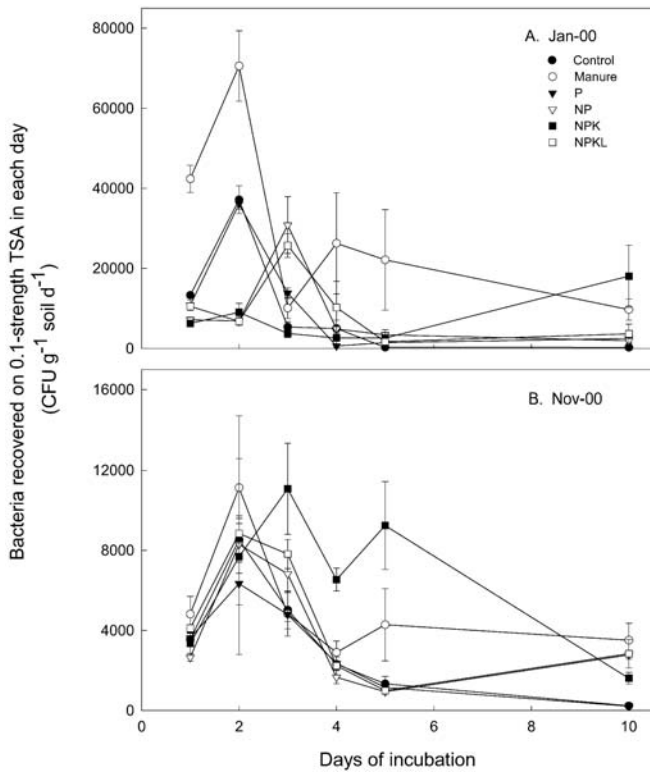 Bacteria recovered on 0.1-strength TSA in each day
(CFU g⁻¹ soil d⁻¹)
80000
60000
40000
20000
0
A. Jan-00
Control
Manure
P
NP
NPK
NPKL
16000
12000
8000
4000
0
B. Nov-00
0
2
4
6
8
10
Days of incubation